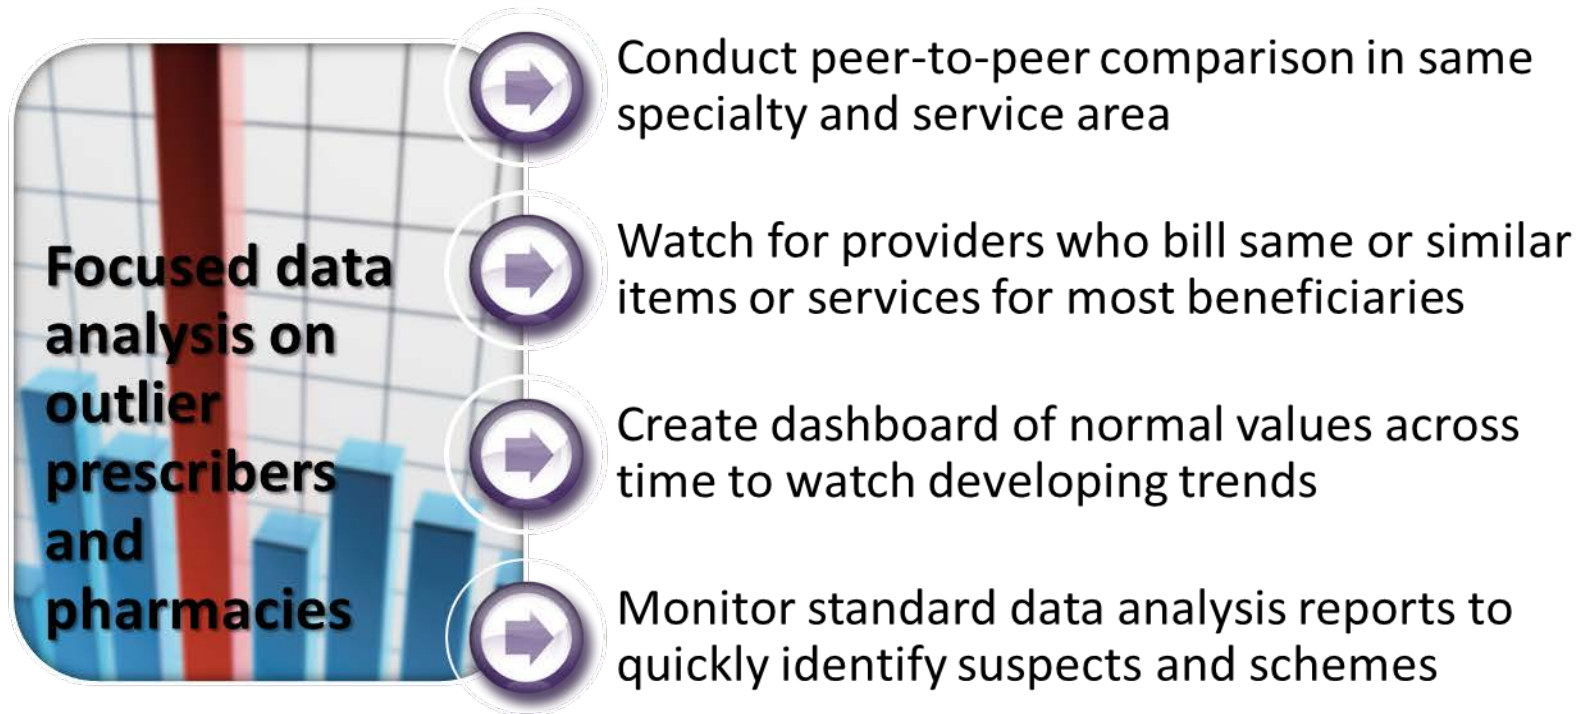 Focused data
analysis on
outlier
prescribers
and
pharmacies
Conduct peer-to-peer comparison in same
specialty and service area
Watch for providers who bill same or similar
items or services for most beneficiaries
Create dashboard of normal values across
time to watch developing trends
Monitor standard data analysis reports to
quickly identify suspects and schemes